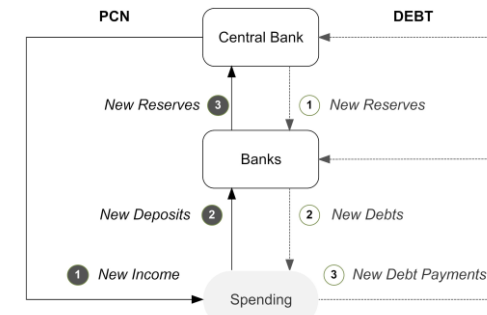 PCN DEBT
Central Bank
New Reserves 3 1 New Reserves
Banks
New Deposits 2 2 New Debts
1 New Income 3 New Debt Payments
Spending